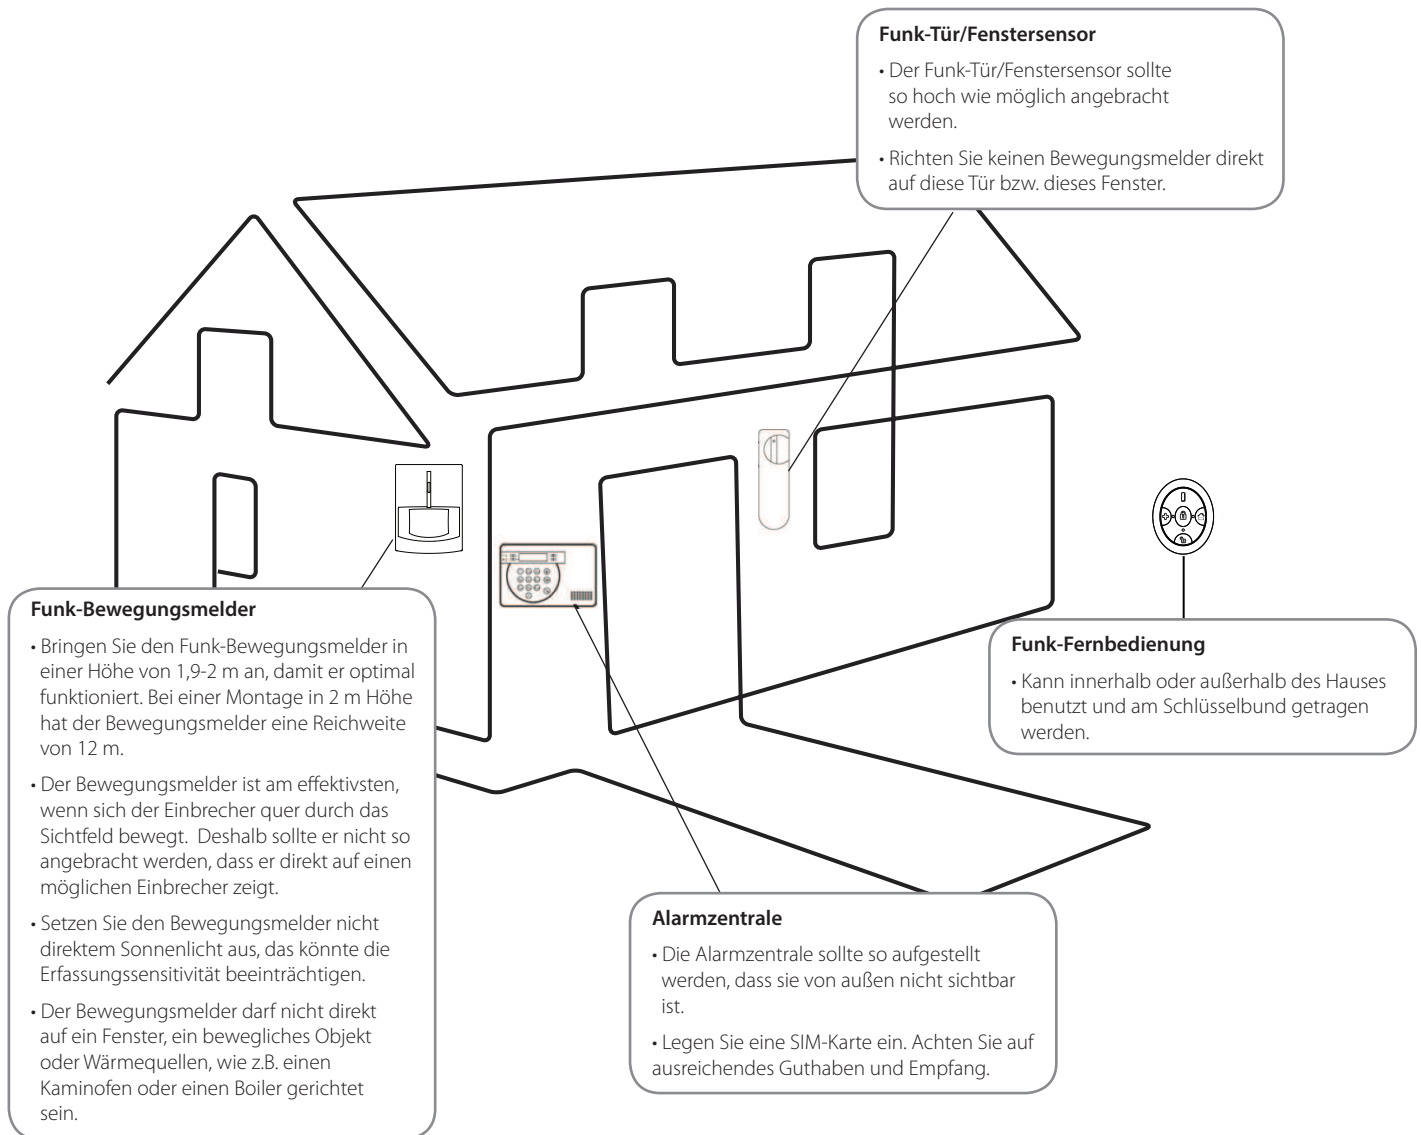 Funk-Tür/Fenstersensor
• Der Funk-Tür/Fenstersensor sollte
so hoch wie möglich angebracht
werden.
• Richten Sie keinen Bewegungsmelder direkt
auf diese Tür bzw. dieses Fenster.
Funk-Bewegungsmelder
• Bringen Sie den Funk-Bewegungsmelder in
einer Höhe von 1,9-2 m an, damit er optimal
funktioniert. Bei einer Montage in 2 m Höhe
hat der Bewegungsmelder eine Reichweite
von 12 m.
• Der Bewegungsmelder ist am effektivsten,
wenn sich der Einbrecher quer durch das
Sichtfeld bewegt. Deshalb sollte er nicht so
angebracht werden, dass er direkt auf einen
möglichen Einbrecher zeigt.
• Setzen Sie den Bewegungsmelder nicht
direktem Sonnenlicht aus, das könnte die
Erfassungssensitivität beeinträchtigen.
• Der Bewegungsmelder darf nicht direkt
auf ein Fenster, ein bewegliches Objekt
oder Wärmequellen, wie z.B. einen
Kaminofen oder einen Boiler gerichtet
sein.
Funk-Fernbedienung
• Kann innerhalb oder außerhalb des Hauses
benutzt und am Schlüsselbund getragen
werden.
Alarmzentrale
• Die Alarmzentrale sollte so aufgestellt
werden, dass sie von außen nicht sichtbar
ist.
• Legen Sie eine SIM-Karte ein. Achten Sie auf
ausreichendes Guthaben und Empfang.